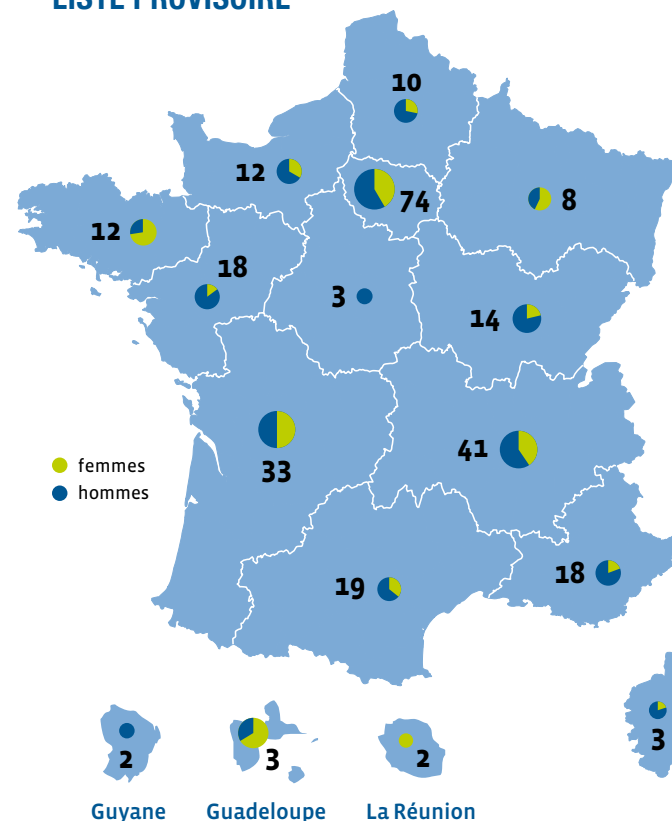 LISTE PROVISOIRE
10
12
74
8
12
18
3
14
femmes
hommes
33
41
19
18
2
3
2
3
Guyane
Guadeloupe
La Réunion